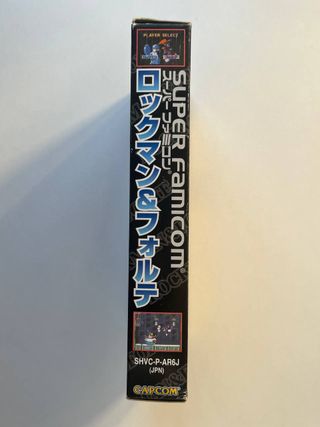 PLAYER SELECT
SUPER FAMICOM
スーパーファミコン
ロックマン&フォルテ
SHVC-P-AR6J
(JPN)
CAPCOM